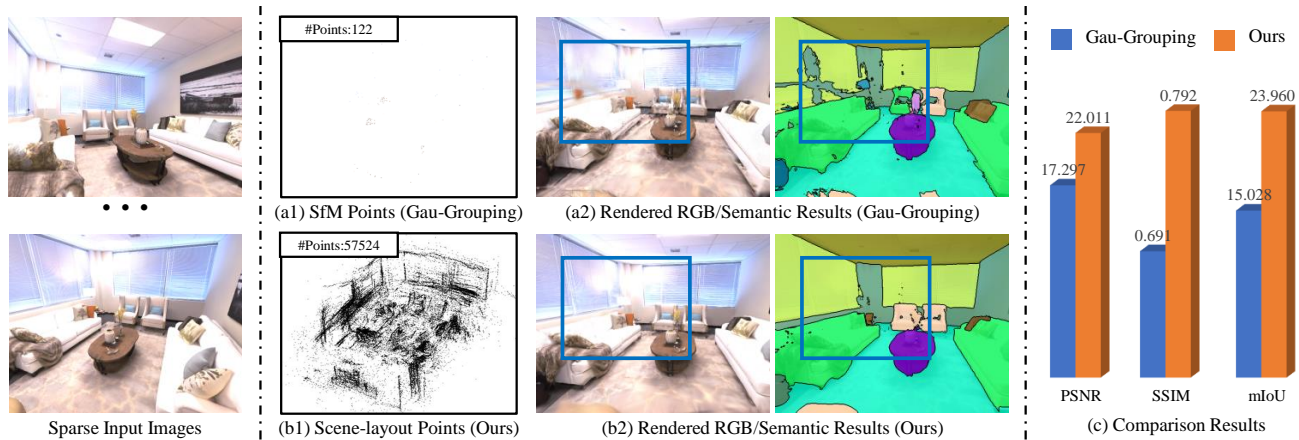 #Points:122
Gau-Grouping
Ours
0.792
23.960
22.011
17.297
15.028
0.691
• • •
(a1) SfM Points (Gau-Grouping)
(a2) Rendered RGB/Semantic Results (Gau-Grouping)
#Points:57524
PSNR
SSIM
mIoU
Sparse Input Images
(b1) Scene-layout Points (Ours)
(b2) Rendered RGB/Semantic Results (Ours)
(c) Comparison Results